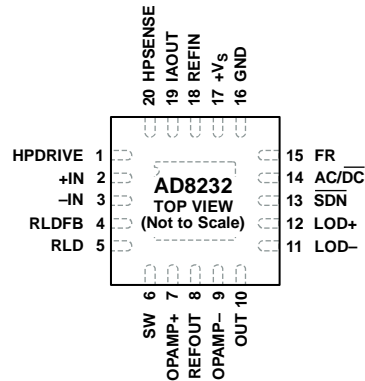 20 HPSENSE
19 IAOUT
18 REFIN
17 +VS
16 GND
HPDRIVE 1
+IN 2
–IN 3
RLDFB 4
RLD 5
AD8232
TOP VIEW
(Not to Scale)
15 FR
14 AC/D̅C̅
13 S̅D̅N̅
12 LOD+
11 LOD–
SW 6
OPAMP+ 7
REFOUT 8
OPAMP– 9
OUT 10